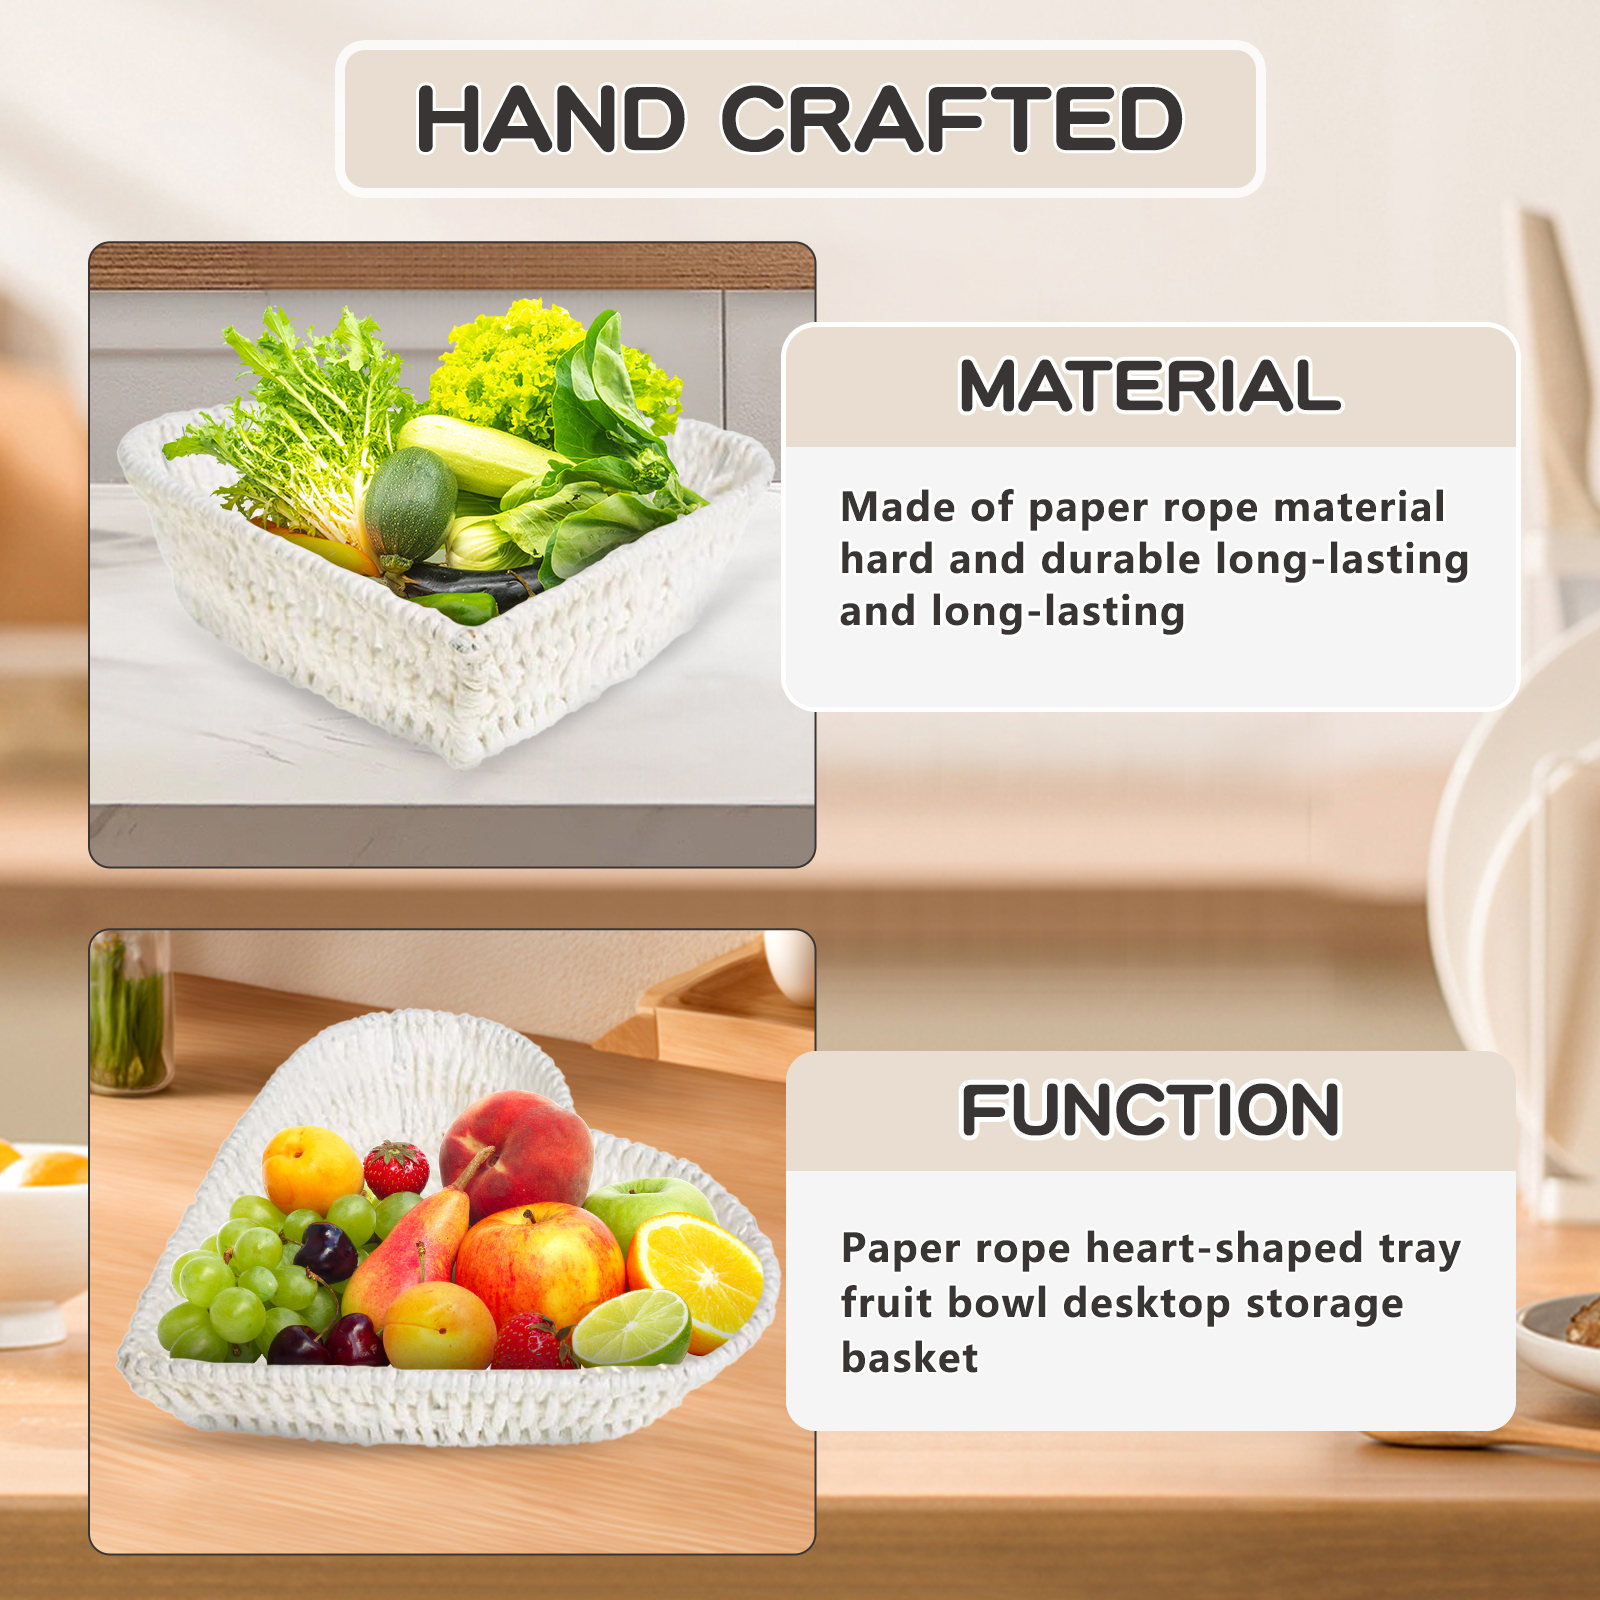 HAND CRAFTED
MATERIAL
Made of paper rope material
hard and durable long-lasting
and long-lasting
FUNCTION
Paper rope heart-shaped tray
fruit bowl desktop storage
basket